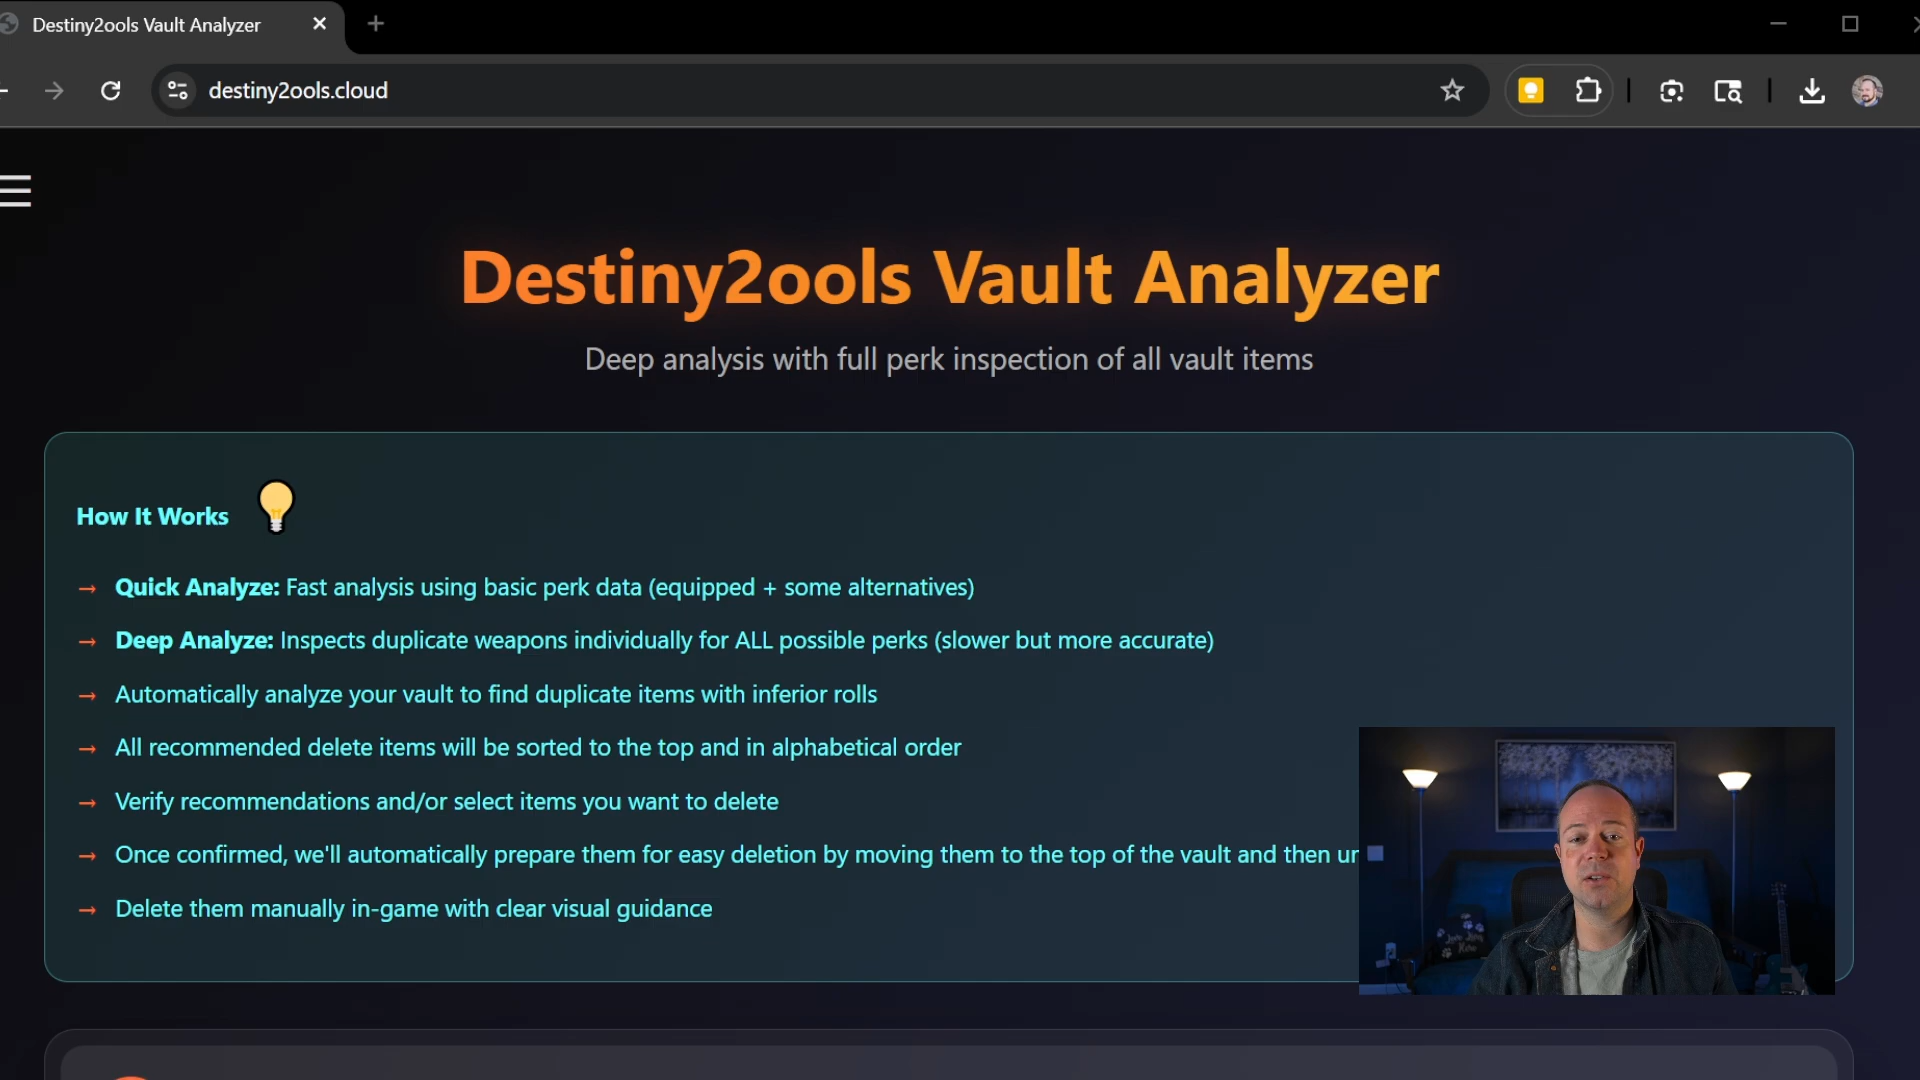 Destiny2ools Vault Analyzer
destiny2ools.cloud
Destiny2ools Vault Analyzer
Deep analysis with full perk inspection of all vault items
How It Works
→ Quick Analyze: Fast analysis using basic perk data (equipped + some alternatives)
→ Deep Analyze: Inspects duplicate weapons individually for ALL possible perks (slower but more accurate)
→ Automatically analyze your vault to find duplicate items with inferior rolls
→ All recommended delete items will be sorted to the top and in alphabetical order
→ Verify recommendations and/or select items you want to delete
→ Once confirmed, we'll automatically prepare them for easy deletion by moving them to the top of the vault and then
→ Delete them manually in-game with clear visual guidance